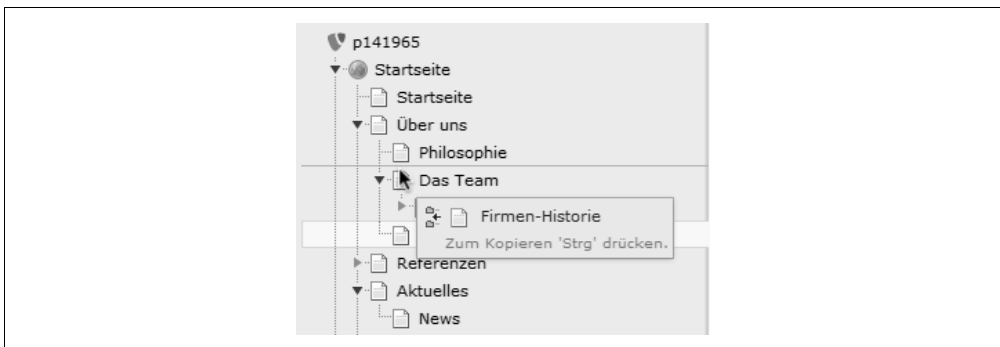 p141965
Startseite
Startseite
Über uns
Philosophie
Das Team
Firmen-Historie
Zum Kopieren 'Strg' drücken.
Referenzen
Aktuelles
News